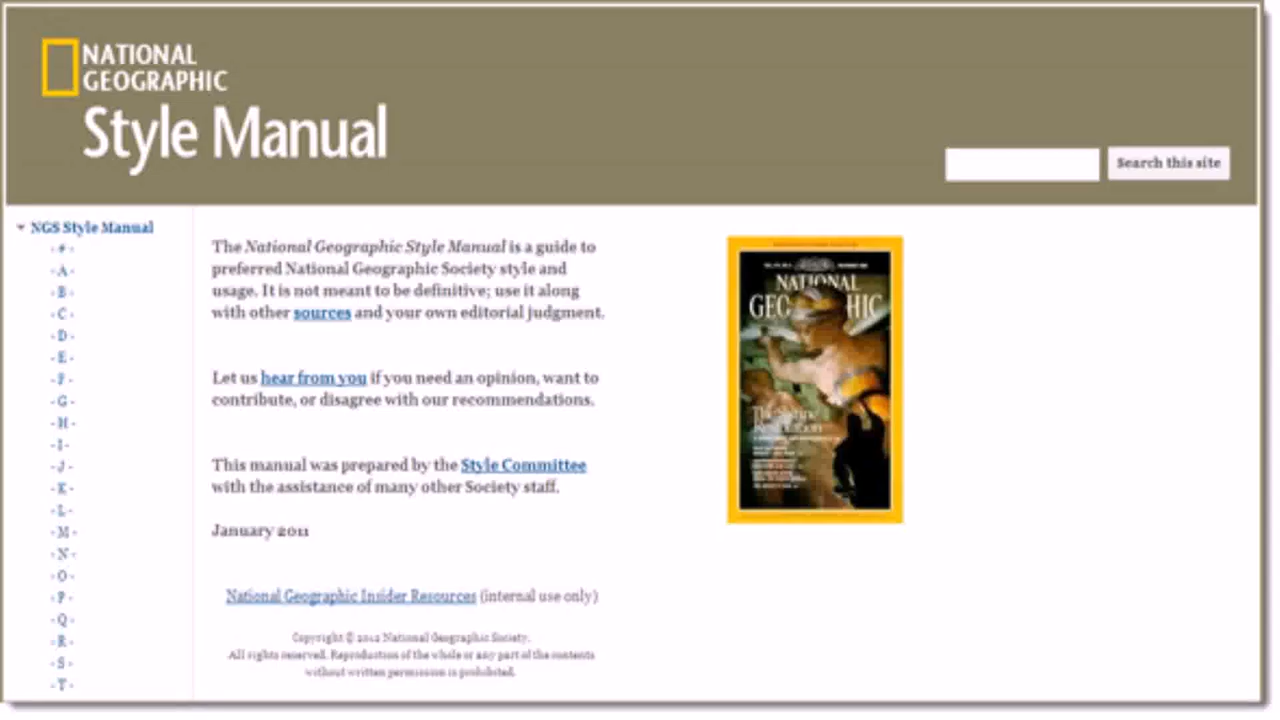 NATIONAL
GEOGRAPHIC
Style Manual
Search this site
NGS Style Manual
- # -
- A -
- B -
- C -
- D -
- E -
- F -
- G -
- H -
- I -
- J -
- K -
- L -
- M -
- N -
- O -
- P -
- Q -
- R -
- S -
- T -
The National Geographic Style Manual is a guide to
preferred National Geographic Society style and
usage. It is not meant to be definitive; use it along
with other sources and your own editorial judgment.
Let us hear from you if you need an opinion, want to
contribute, or disagree with our recommendations.
This manual was prepared by the Style Committee
with the assistance of many other Society staff.
January 2011
National Geographic Insider Resources (internal use only)
Copyright © 2012 National Geographic Society.
All rights reserved. Reproduction of the whole or any part of the contents
without written permission is prohibited.
NATIONAL
The Sistine